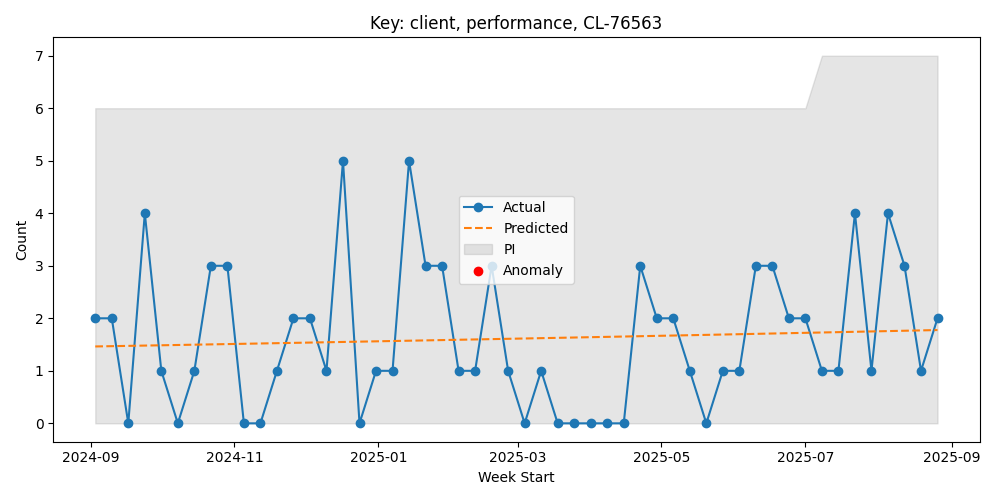 Key: client, performance, CL-76563
Count
7
6
5
4
3
2
1
0
Actual
Predicted
PI
Anomaly
2024-09 2024-11 2025-01 2025-03 2025-05 2025-07 2025-09
Week Start